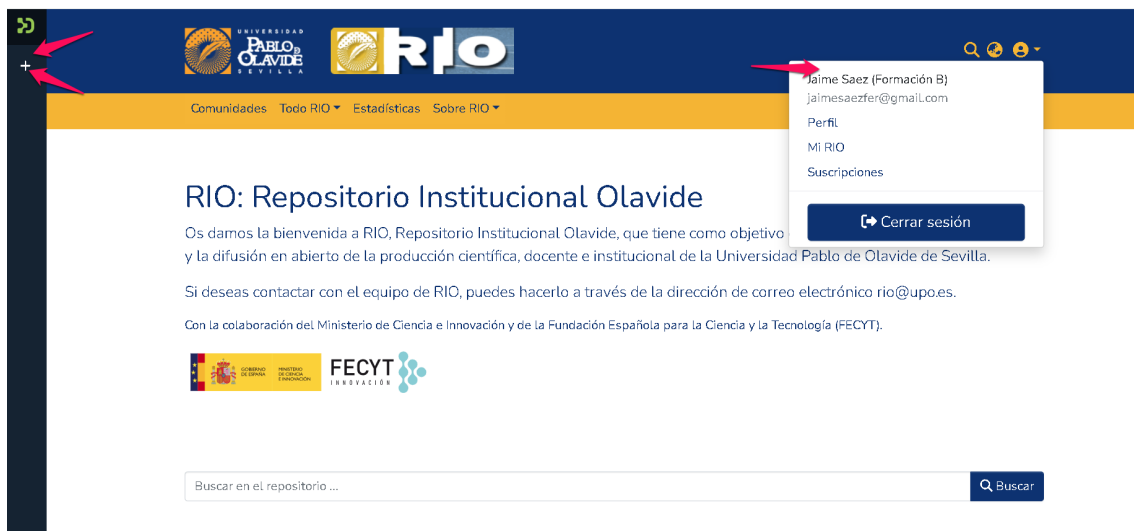 UNIVERSIDAD
PABLO DE
OLAVIDE
SEVILLA
RIO
Jaime Saez (Formación B)
jaimesaezfer@gmail.com
Perfil
Mi RIO
Suscripciones
Cerrar sesión
Comunidades Todo RIO Estadísticas Sobre RIO
RIO: Repositorio Institucional Olavide
Os damos la bienvenida a RIO, Repositorio Institucional Olavide, que tiene como objetivo
y la difusión en abierto de la producción científica, docente e institucional de la Universidad Pablo de Olavide de Sevilla.
Si deseas contactar con el equipo de RIO, puedes hacerlo a través de la dirección de correo electrónico rio@upo.es.
Con la colaboración del Ministerio de Ciencia e Innovación y de la Fundación Española para la Ciencia y la Tecnología (FECYT).
GOBIERNO
DE ESPAÑA
MINISTERIO
DE CIENCIA
E INNOVACIÓN
FECYT
INNOVACIÓN
Buscar en el repositorio ...
Buscar